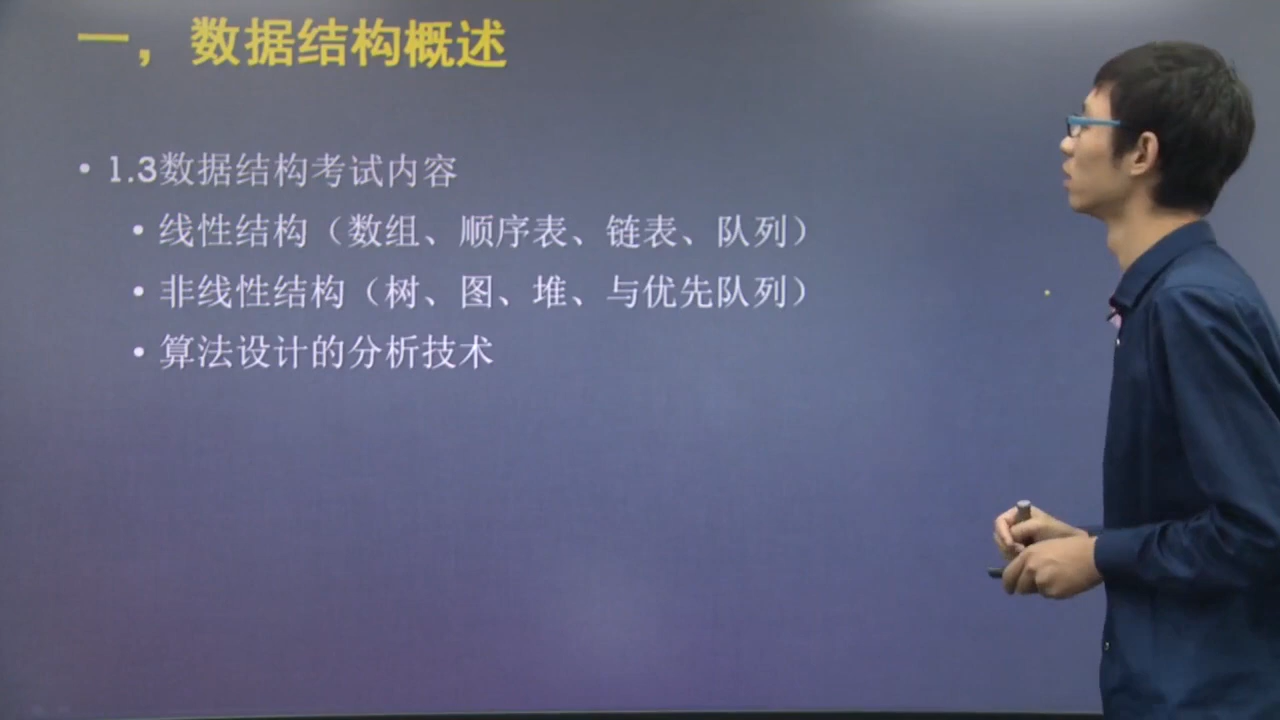 一，数据结构概述
• 1.3数据结构考试内容
• 线性结构（数组、顺序表、链表、队列）
• 非线性结构（树、图、堆、与优先队列）
• 算法设计的分析技术